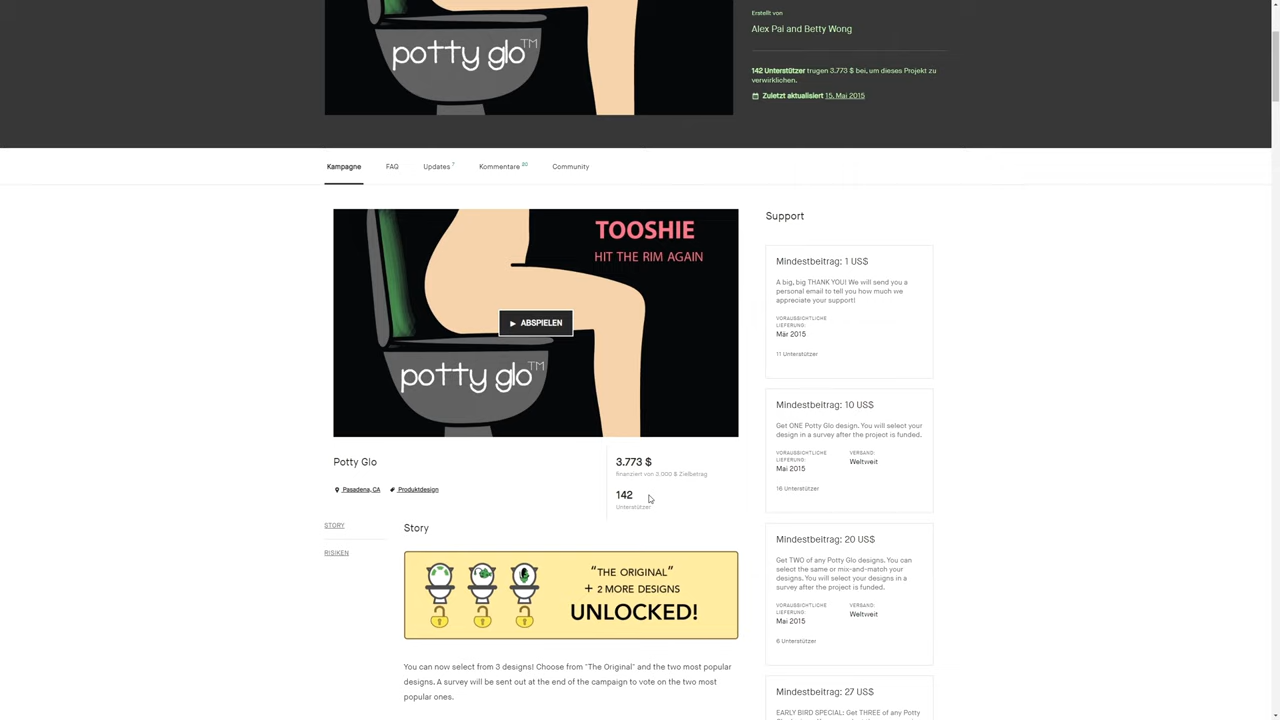 Erstellt von
Alex Pai and Betty Wong
potty glo™
142 Unterstützer trugen 3.773 $ bei, um dieses Projekt zu
verwirklichen.
Zuletzt aktualisiert 15. Mai 2015
Kampagne
FAQ
Updates 7
Kommentare
Community
TOOSHIE
HIT THE RIM AGAIN
ABSPIELEN
potty glo™
Potty Glo
Pasadena, CA
Produktdesign
3.773 $
finanziert von 3.000 $ Zielbetrag
142
Unterstützer
STORY
RISIKEN
Story
"THE ORIGINAL"
+ 2 MORE DESIGNS
UNLOCKED!
You can now select from 3 designs! Choose from "The Original" and the two most popular
designs. A survey will be sent out at the end of the campaign to vote on the two most
popular ones.
Support
Mindestbeitrag: 1 US$
A big, big THANK YOU! We will send you a
personal email to tell you how much we
appreciate your support!
VORAUSSICHTLICHE
LIEFERUNG:
Mär 2015
11 Unterstützer
Mindestbeitrag: 10 US$
Get ONE Potty Glo design. You will select your
design in a survey after the project is funded.
VORAUSSICHTLICHE
LIEFERUNG:
Mai 2015
VERSAND:
Weltweit
16 Unterstützer
Mindestbeitrag: 20 US$
Get TWO of any Potty Glo designs. You can
select the same or mix-and-match your
designs. You will select your designs in a
survey after the project is funded.
VORAUSSICHTLICHE
LIEFERUNG:
Mai 2015
VERSAND:
Weltweit
6 Unterstützer
Mindestbeitrag: 27 US$
EARLY BIRD SPECIAL: Get THREE of any Potty